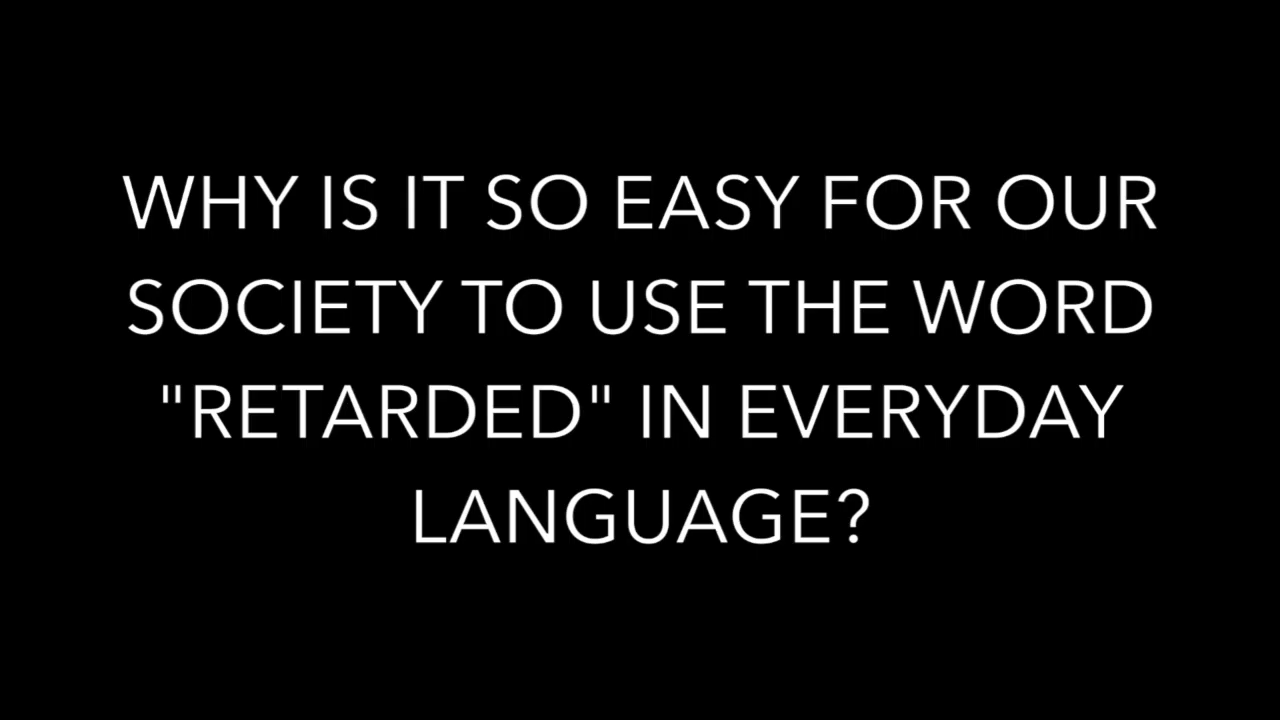 WHY IS IT SO EASY FOR OUR
SOCIETY TO USE THE WORD
"RETARDED" IN EVERYDAY
LANGUAGE?